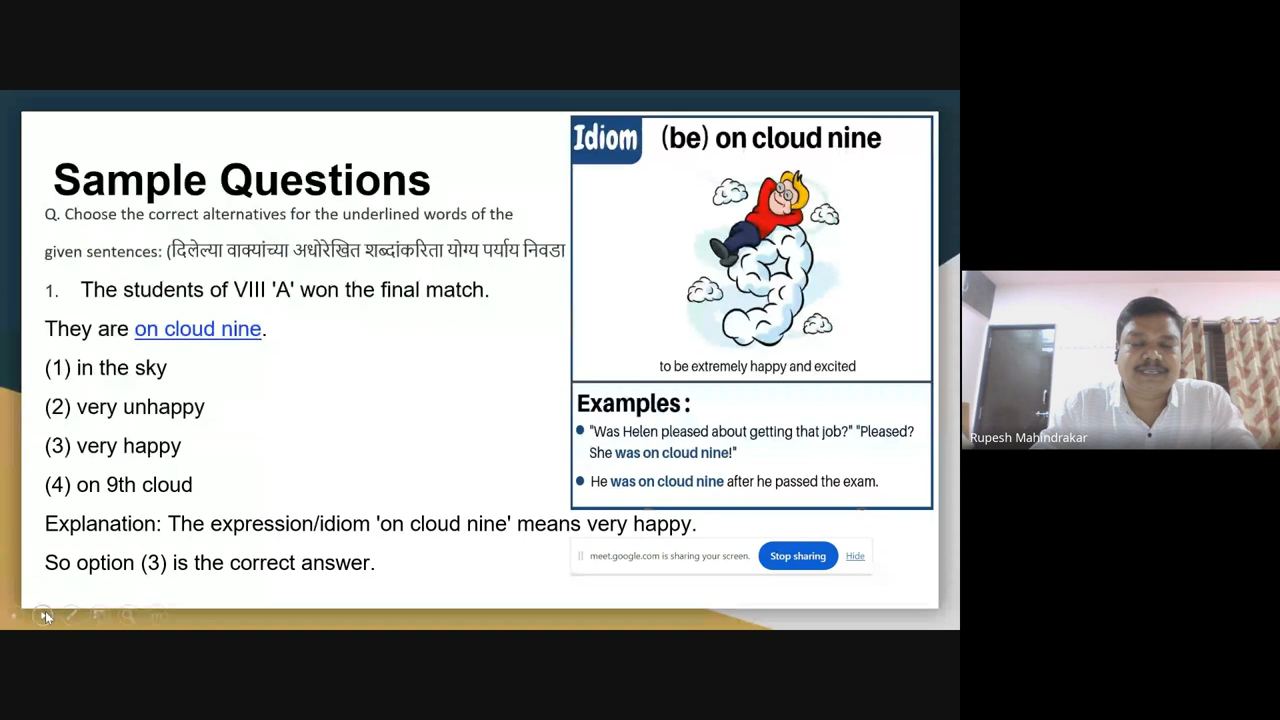 Sample Questions
Q. Choose the correct alternatives for the underlined words of the
given sentences: (दिलेल्या वाक्यांच्या अधोरेखित शब्दांकरिता योग्य पर्याय निवडा
1. The students of VIII 'A' won the final match.
They are on cloud nine.
(1) in the sky
(2) very unhappy
(3) very happy
(4) on 9th cloud
Explanation: The expression/idiom 'on cloud nine' means very happy.
So option (3) is the correct answer.
Idiom (be) on cloud nine
to be extremely happy and excited
Examples :
"Was Helen pleased about getting that job?" "Pleased?
She was on cloud nine!"
He was on cloud nine after he passed the exam.
meet.google.com is sharing your screen. Stop sharing Hide
Rupesh Mahindrakar